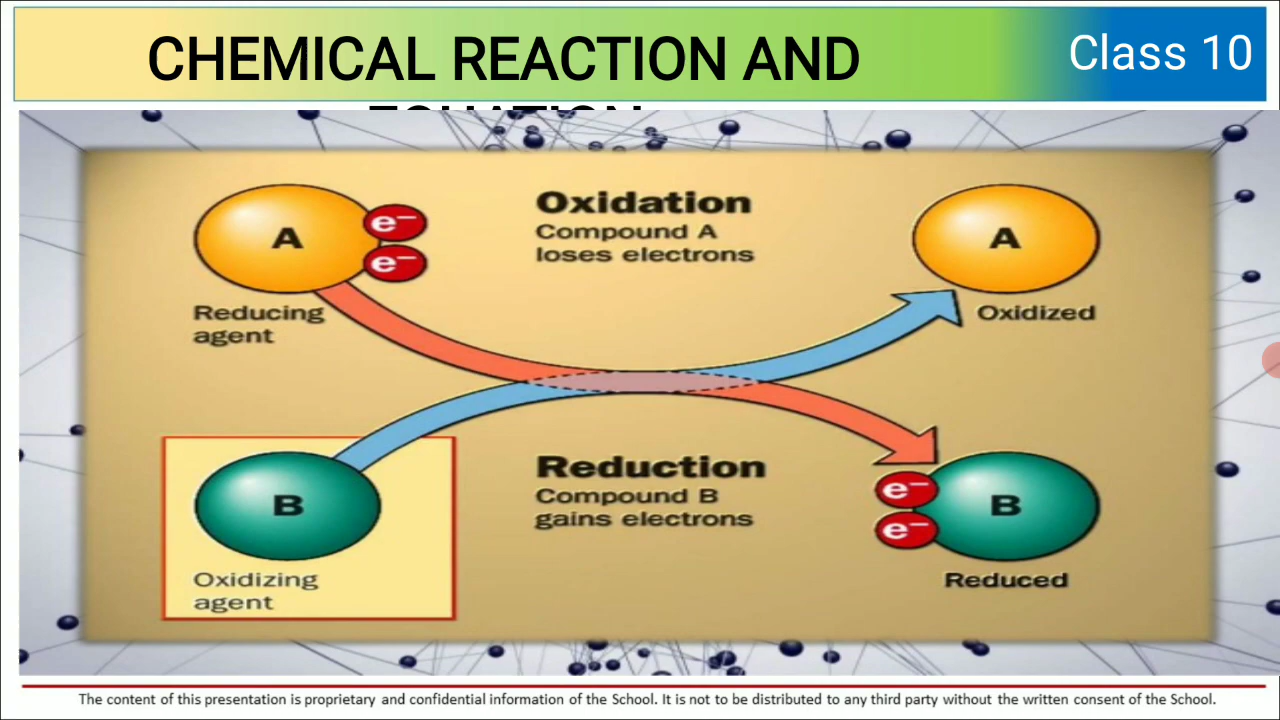 CHEMICAL REACTION AND
Class 10
A
e−
e−
Oxidation
Compound A
loses electrons
A
Reducing
agent
Oxidized
B
Reduction
Compound B
gains electrons
e−
e−
B
Oxidizing
agent
Reduced
The content of this presentation is proprietary and confidential information of the School. It is not to be distributed to any third party without the written consent of the School.